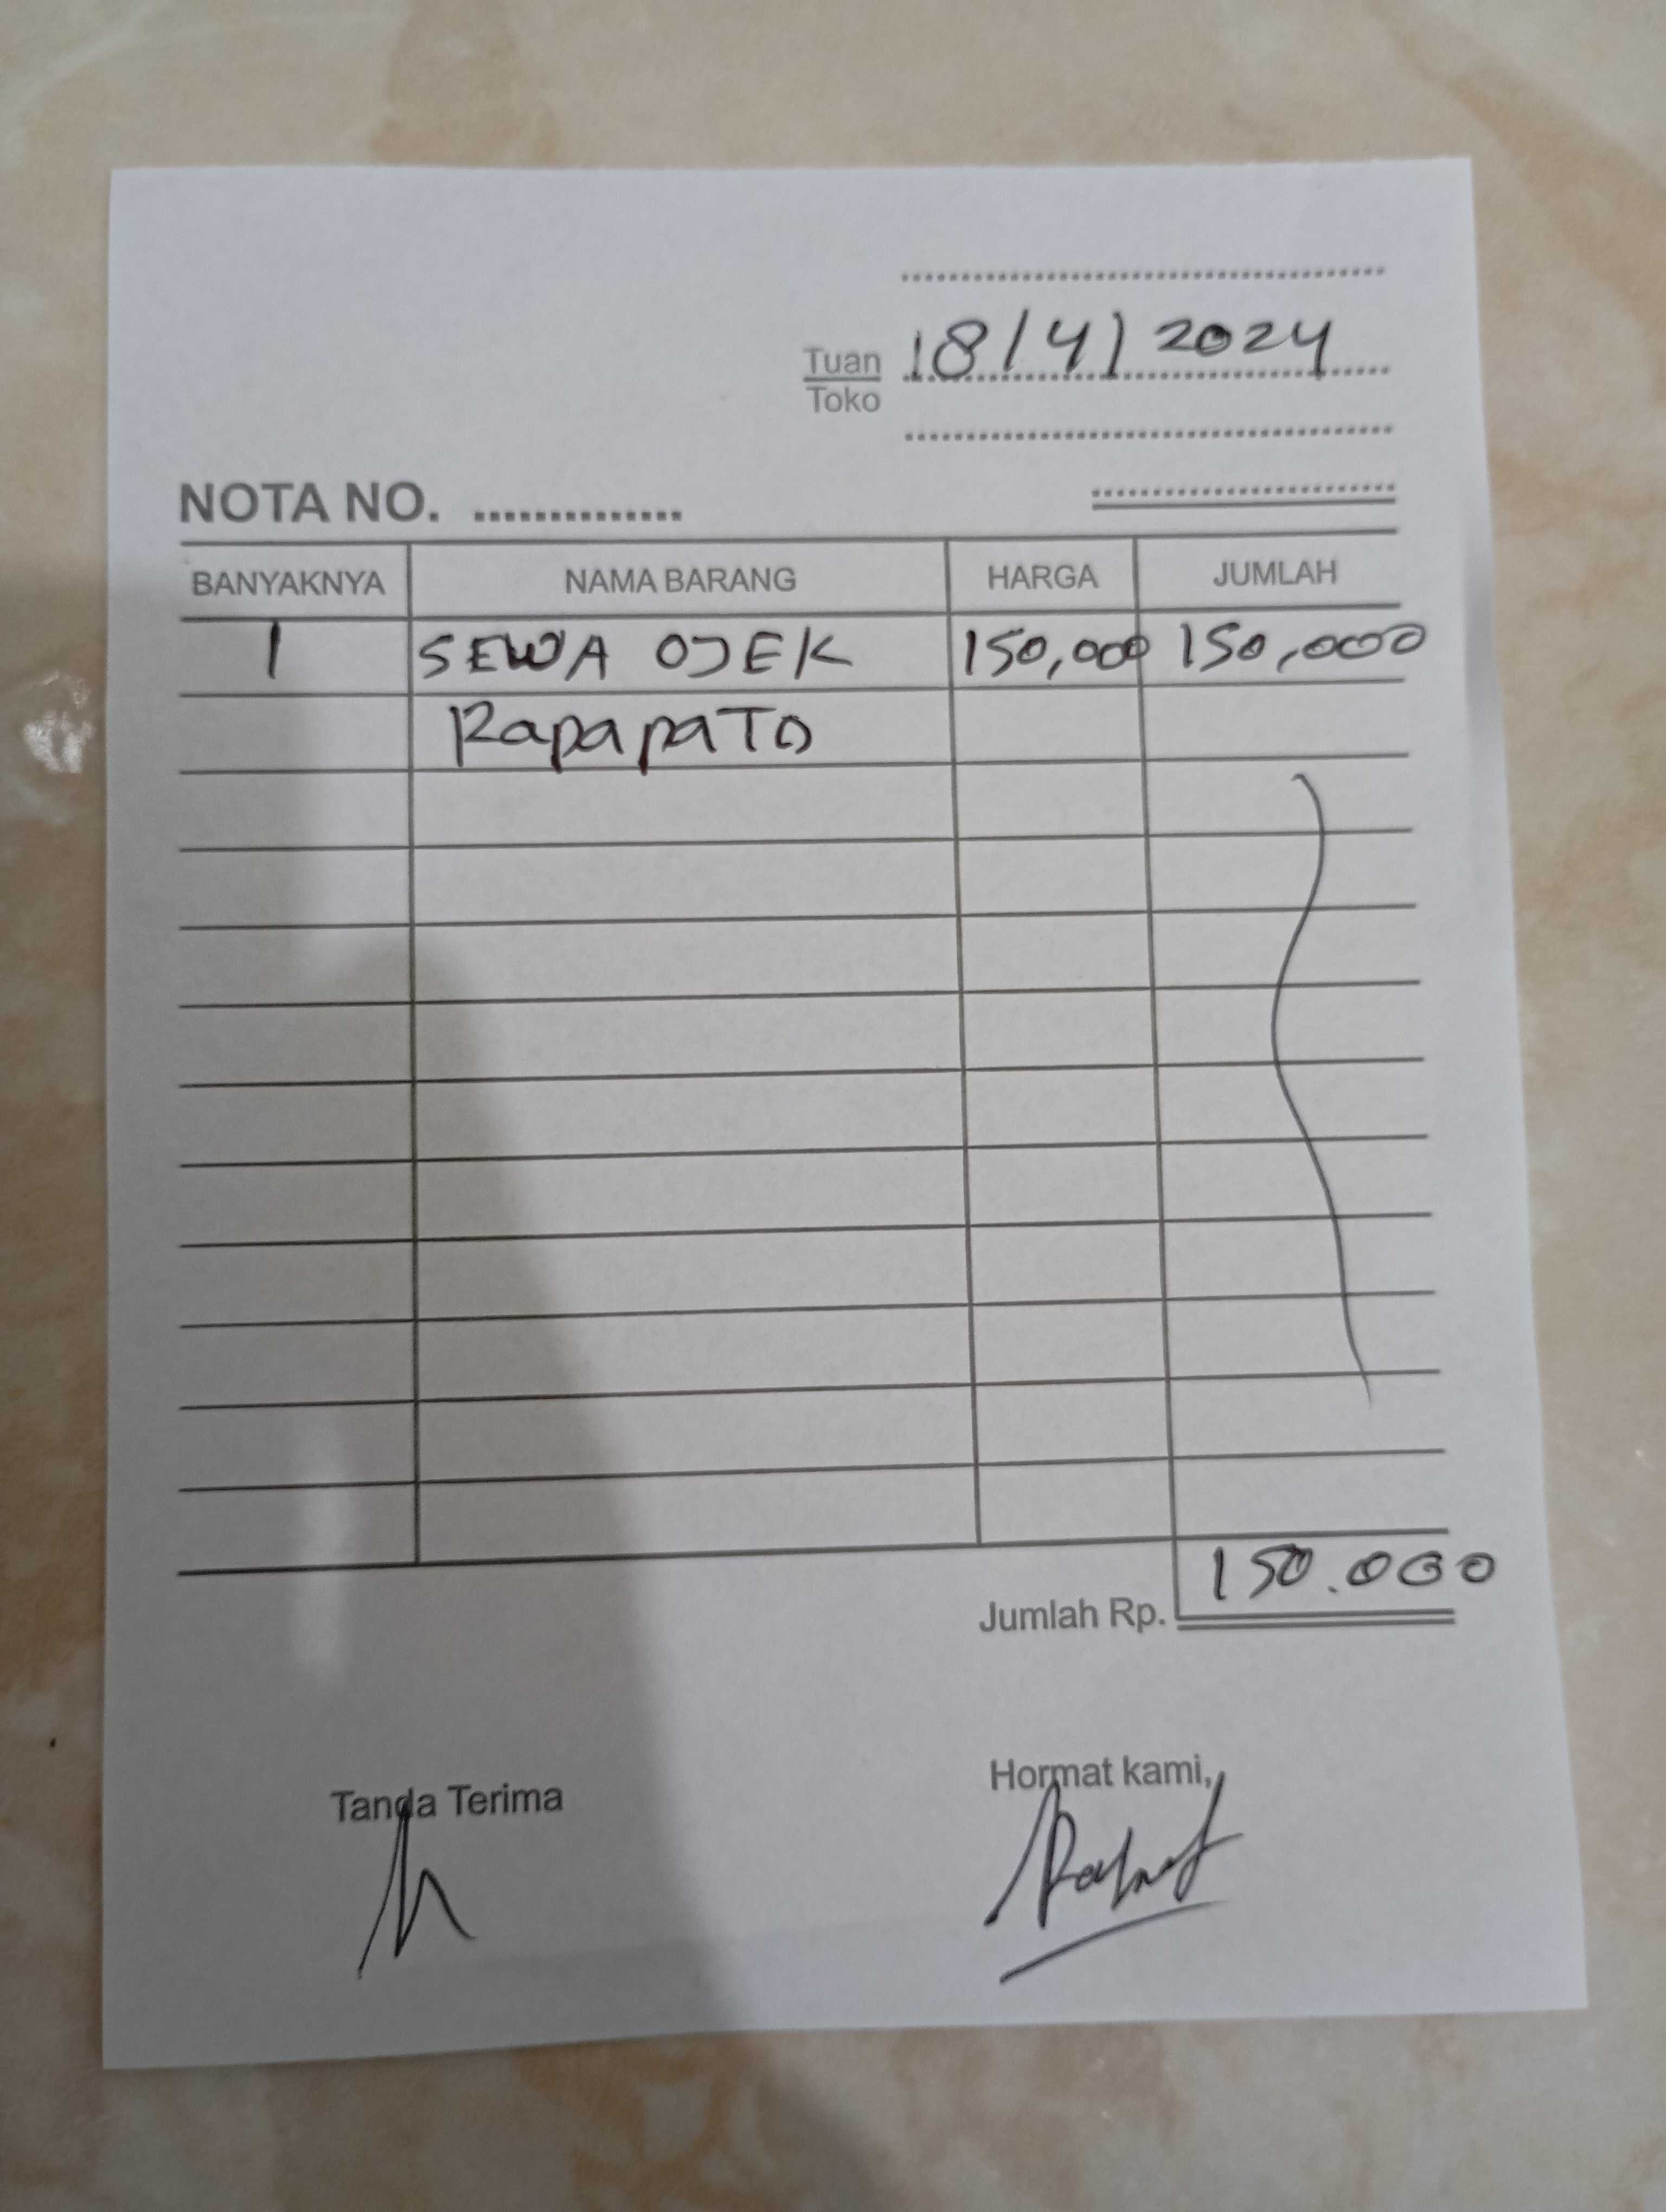 Tuan 18/4/2024
Toko
NOTA NO. ..............
BANYAKNYA NAMA BARANG HARGA JUMLAH
1 SEWA OJEK 150,000 150,000
RapapaTo
Jumlah Rp. 150.000
Tanda Terima Hormat kami,